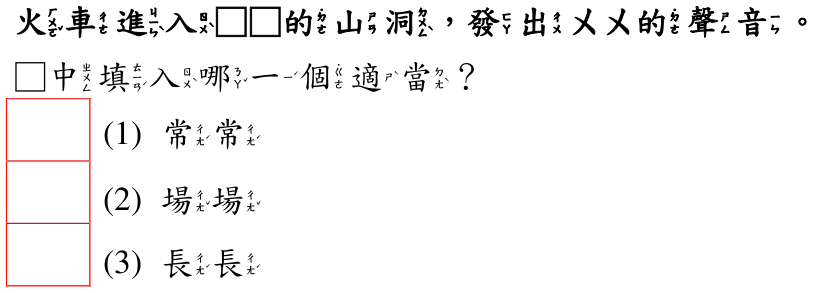 火車進入□□的山洞，發出ㄨㄨ的聲音。
□中填入哪一個適當？
(1) 常常
(2) 場場
(3) 長長